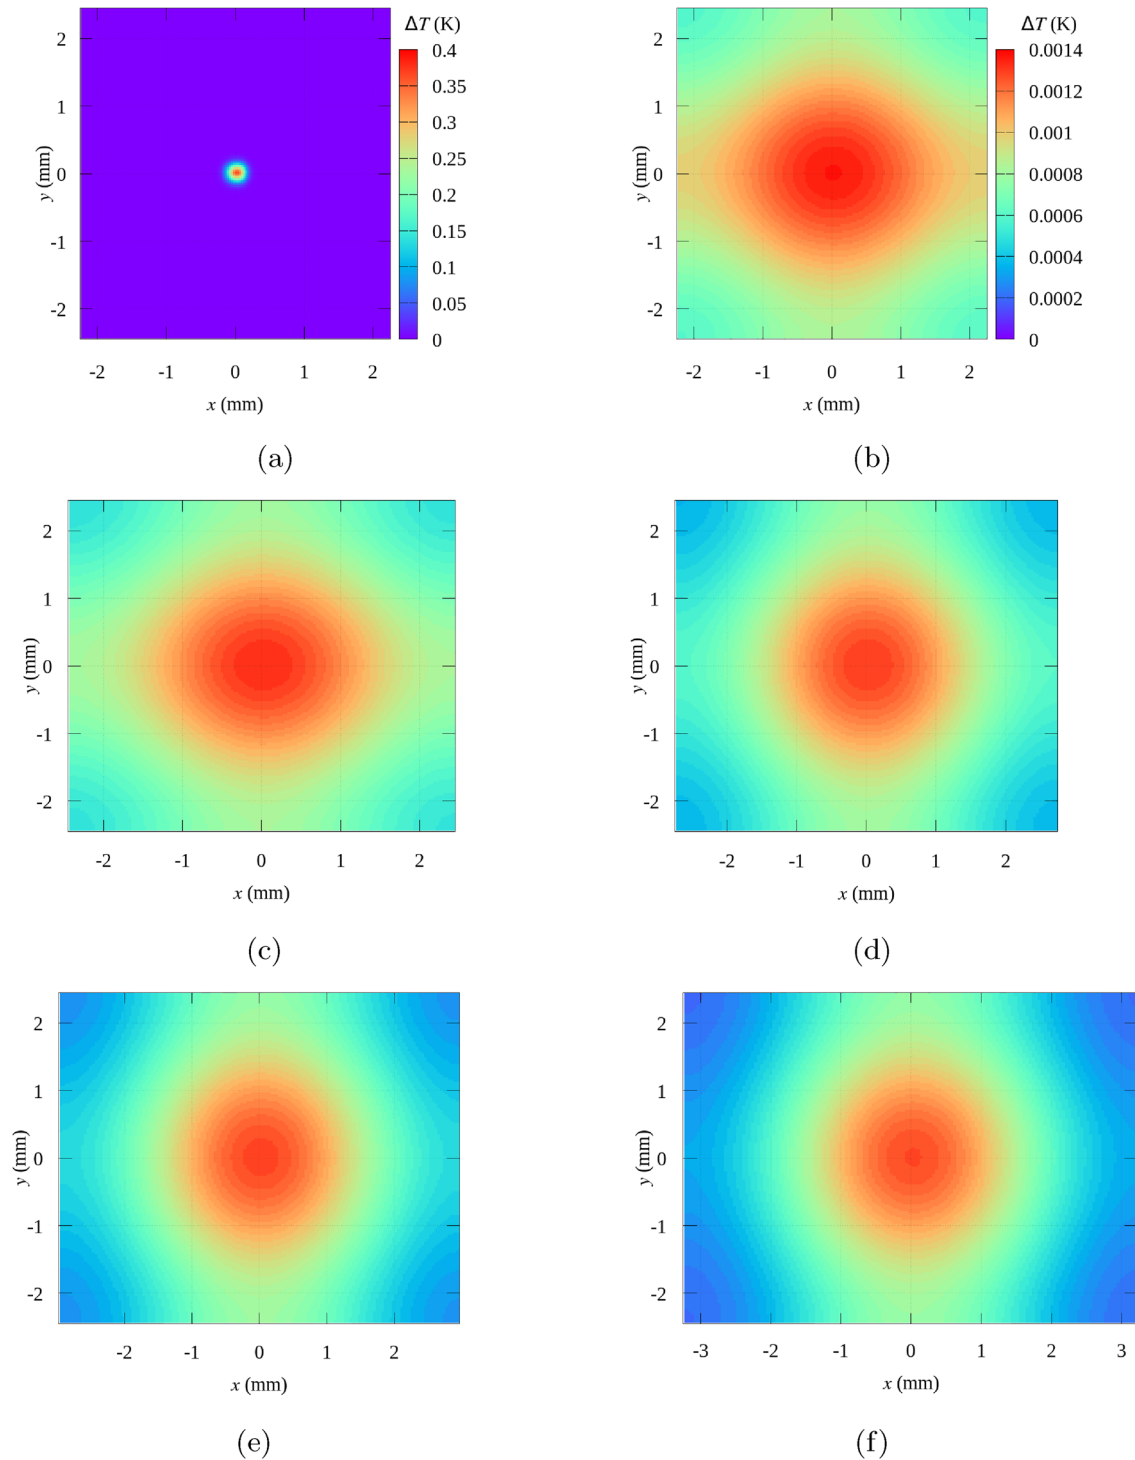 ΔT (K)
0.4
0.35
0.3
0.25
0.2
0.15
0.1
0.05
0
2
1
0
-1
-2
y (mm)
-2 -1 0 1 2
x (mm)
(a)
ΔT (K)
0.0014
0.0012
0.001
0.0008
0.0006
0.0004
0.0002
0
2
1
0
-1
-2
y (mm)
-2 -1 0 1 2
x (mm)
(b)
2
1
0
-1
-2
y (mm)
-2 -1 0 1 2
x (mm)
(c)
2
1
0
-1
-2
y (mm)
-2 -1 0 1 2
x (mm)
(d)
2
1
0
-1
-2
y (mm)
-2 -1 0 1 2
x (mm)
(e)
2
1
0
-1
-2
y (mm)
-3 -2 -1 0 1 2 3
x (mm)
(f)